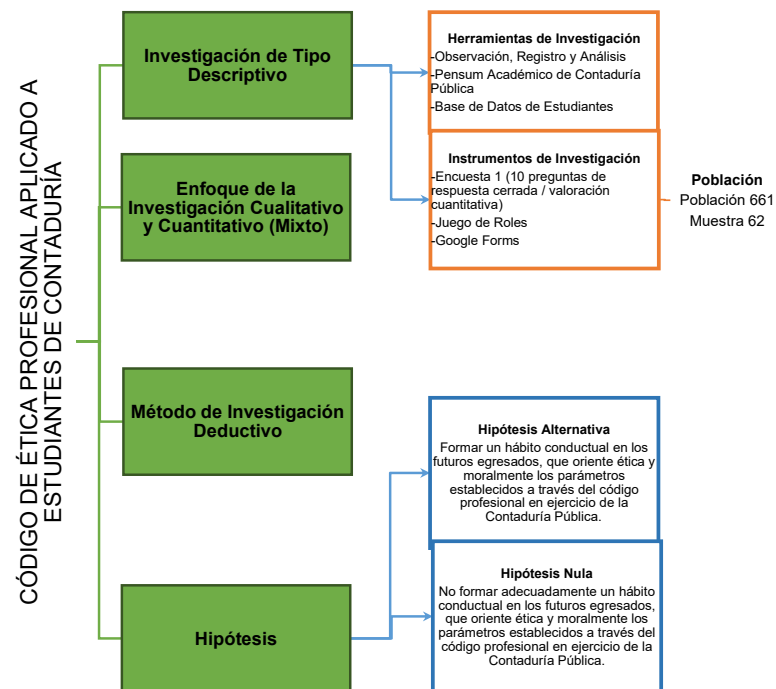 CÓDIGO DE ÉTICA PROFESIONAL APLICADO A
ESTUDIANTES DE CONTADURÍA
Investigación de Tipo
Descriptivo
Herramientas de Investigación
-Observación, Registro y Análisis
-Pensum Académico de Contaduría
Pública
-Base de Datos de Estudiantes
Instrumentos de Investigación
-Encuesta 1 (10 preguntas de
respuesta cerrada / valoración
cuantitativa)
-Juego de Roles
-Google Forms
Población
Población 661
Muestra 62
Enfoque de la
Investigación Cualitativo
y Cuantitativo (Mixto)
Método de Investigación
Deductivo
Hipótesis
Hipótesis Alternativa
Formar un hábito conductual en los
futuros egresados, que oriente ética y
moralmente los parámetros
establecidos a través del código
profesional en ejercicio de la
Contaduría Pública.
Hipótesis Nula
No formar adecuadamente un hábito
conductual en los futuros egresados,
que oriente ética y moralmente los
parámetros establecidos a través del
código profesional en ejercicio de la
Contaduría Pública.